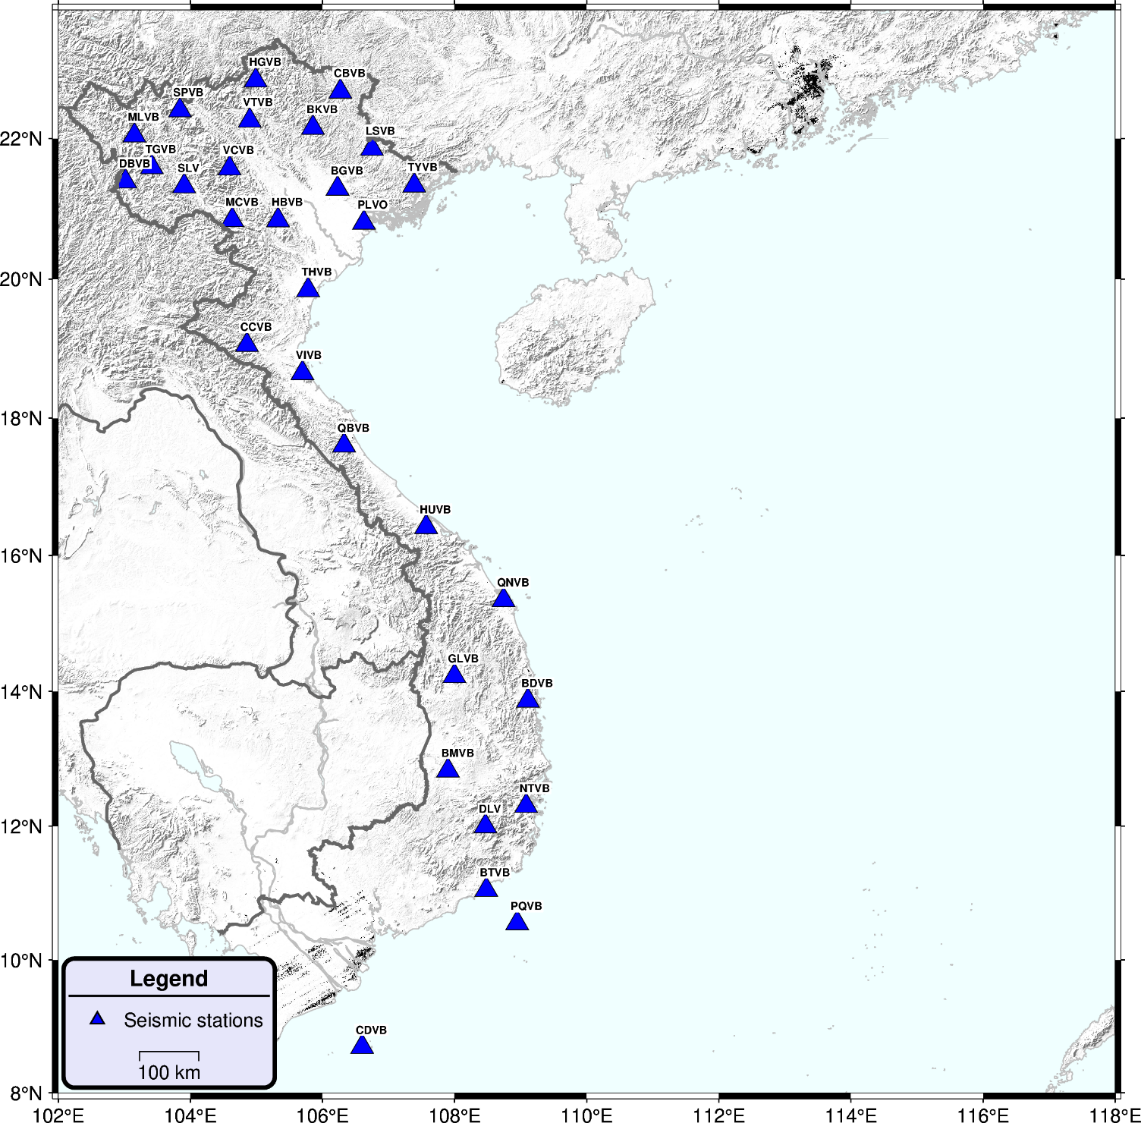 HGVB
CBVB
SPVB
VTVB
BKVB
MLVB
LSVB
22°N
TGVB
VCVB
DBVB
SLV
BGVB
TYVB
MCVB
HBVB
PLVO
THVB
20°N
CCVB
VIVB
18°N
QBVB
HUVB
16°N
QNVB
GLVB
BDVB
14°N
BMVB
NTVB
DLV
12°N
BTVB
PQVB
10°N
Legend
Seismic stations
100 km
CDVB
8°N
102°E 104°E 106°E 108°E 110°E 112°E 114°E 116°E 118°E